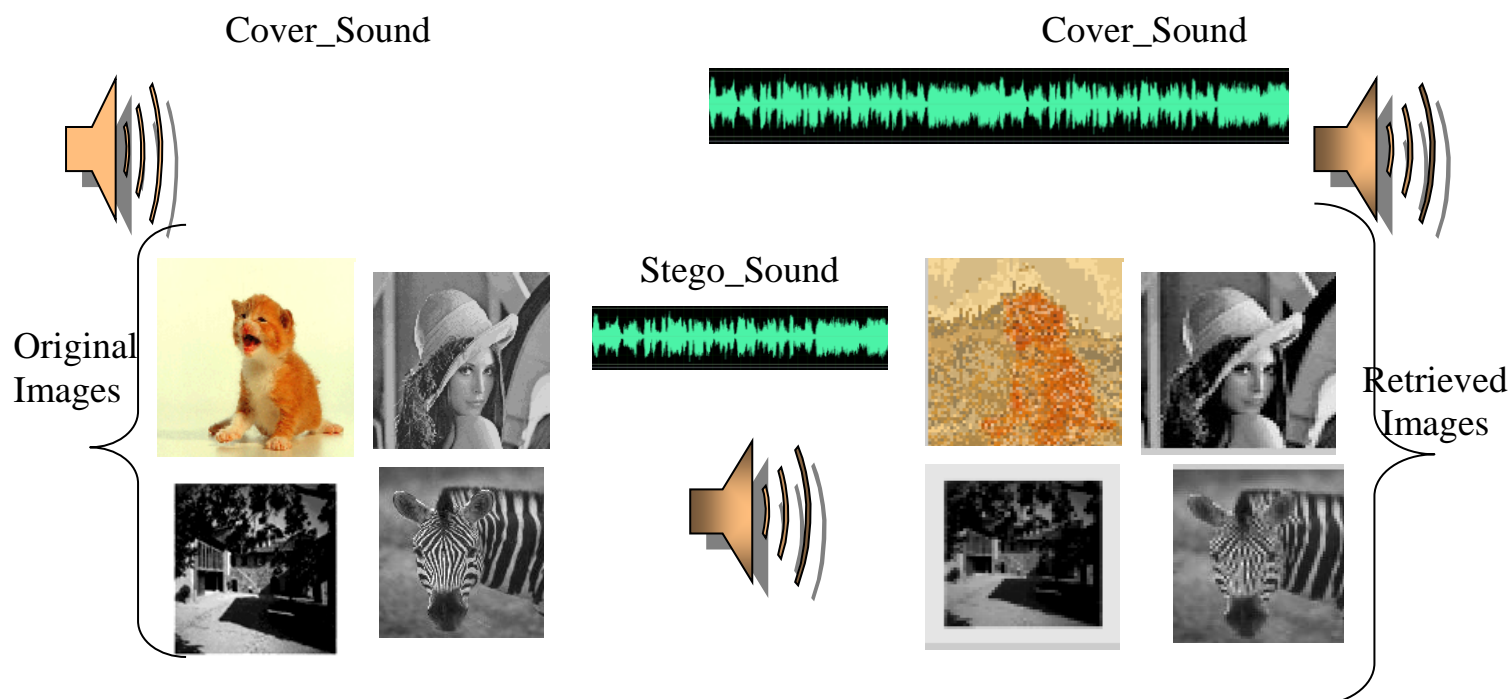 Cover_Sound
Cover_Sound
Stego_Sound
Original
Images
Retrieved
Images